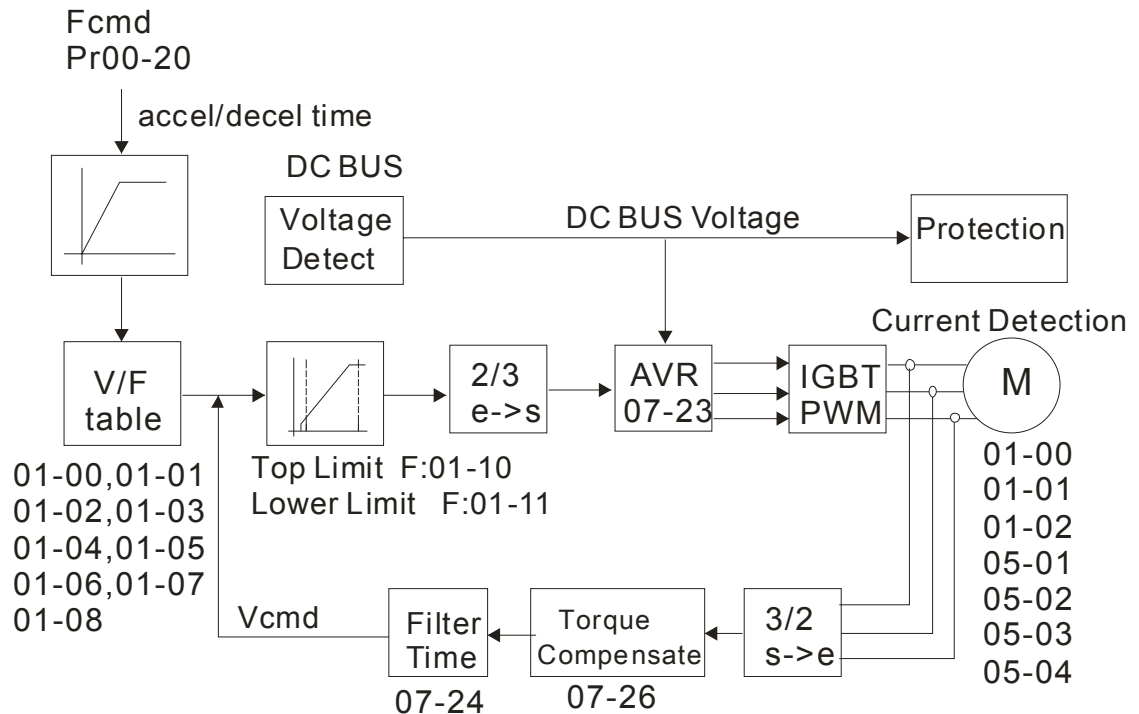 Fcmd
Pr00-20
accel/decel time
DC BUS
Voltage
Detect
DC BUS Voltage
Protection
Current Detection
V/F
table
2/3
e->s
AVR
07-23
IGBT
PWM
M
01-00,01-01
01-02,01-03
01-04,01-05
01-06,01-07
01-08
Top Limit F:01-10
Lower Limit F:01-11
01-00
01-01
01-02
05-01
05-02
05-03
05-04
Vcmd
Filter
Time
07-24
Torque
Compensate
07-26
3/2
s->e